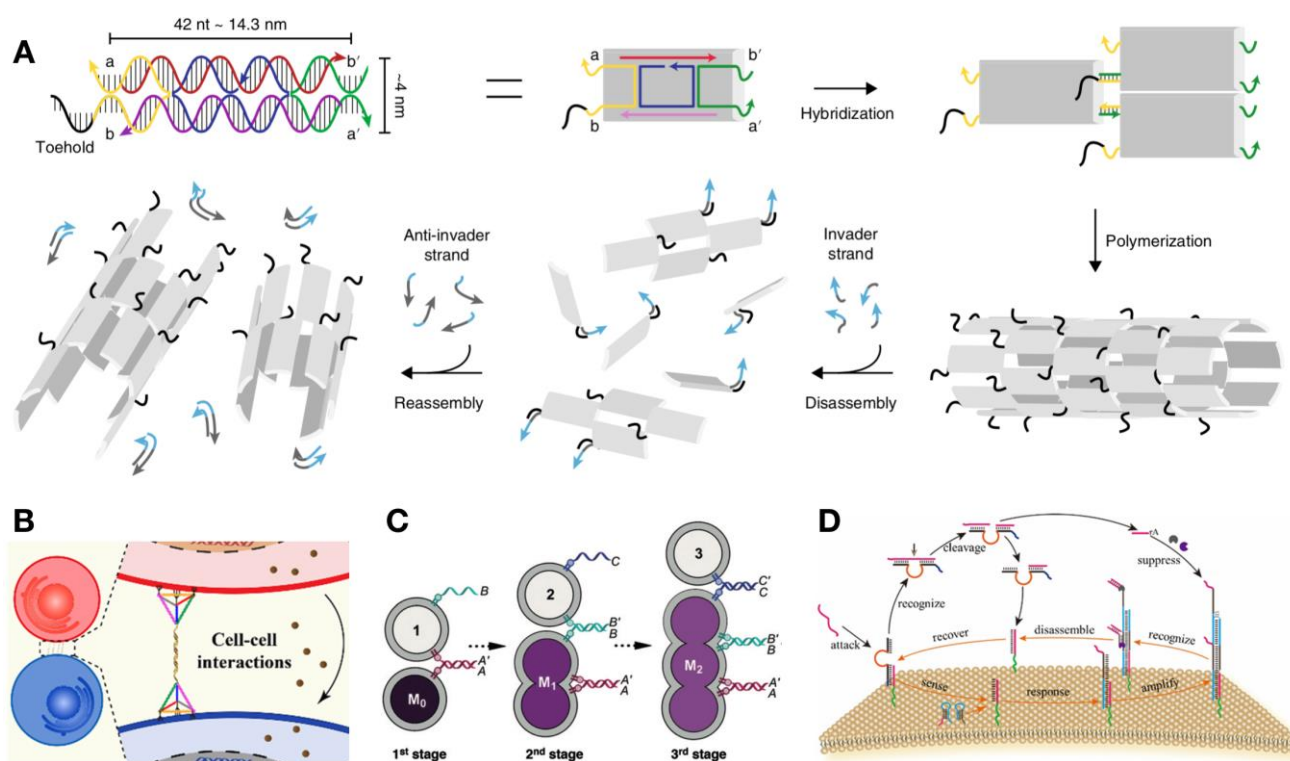 A
42 nt ~ 14.3 nm
a
b′
~4 nm
b
a′
Toehold
a
b′
b
a′
Hybridization
Polymerization
Anti-invader
strand
Reassembly
Invader
strand
Disassembly
B
Cell-cell
interactions
C
1
M0
A′
A
B
1st stage
2
M1
C
B′
B
A′
A
2nd stage
3
M2
C′
C
B′
B
A′
A
3rd stage
D
cleavage
rA
suppress
recognize
attack
recover
disassemble
recognize
sense
response
amplify